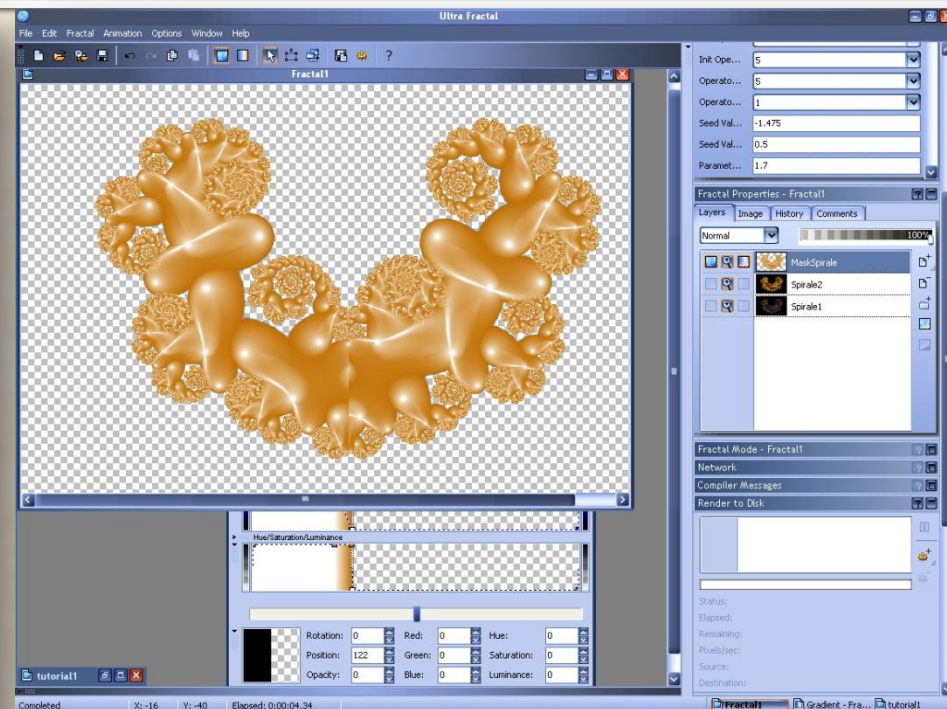 Ultra Fractal
File Edit Fractal Animation Options Window Help
?
Fractal1
Init Ope... 5
Operato... 5
Operato... 1
Seed Val... -1.475
Seed Val... 0.5
Paramet... 1.7
Fractal Properties - Fractal1
Layers Image History Comments
Normal 100%
MaskSpirale
Spirale2
Spirale1
Fractal Mode - Fractal1
Network
Compiler Messages
Render to Disk
Hue/Saturation/Luminance
Rotation: 0 Red: 0 Hue: 0
Position: 122 Green: 0 Saturation: 0
Opacity: 0 Blue: 0 Luminance: 0
Status:
Elapsed:
Remaining:
Pixels/sec:
Source:
Destination:
tutorial1
Completed X: -16 Y: -40 Elapsed: 0:00:04.34
Fractal1 Gradient - Fra... tutorial1